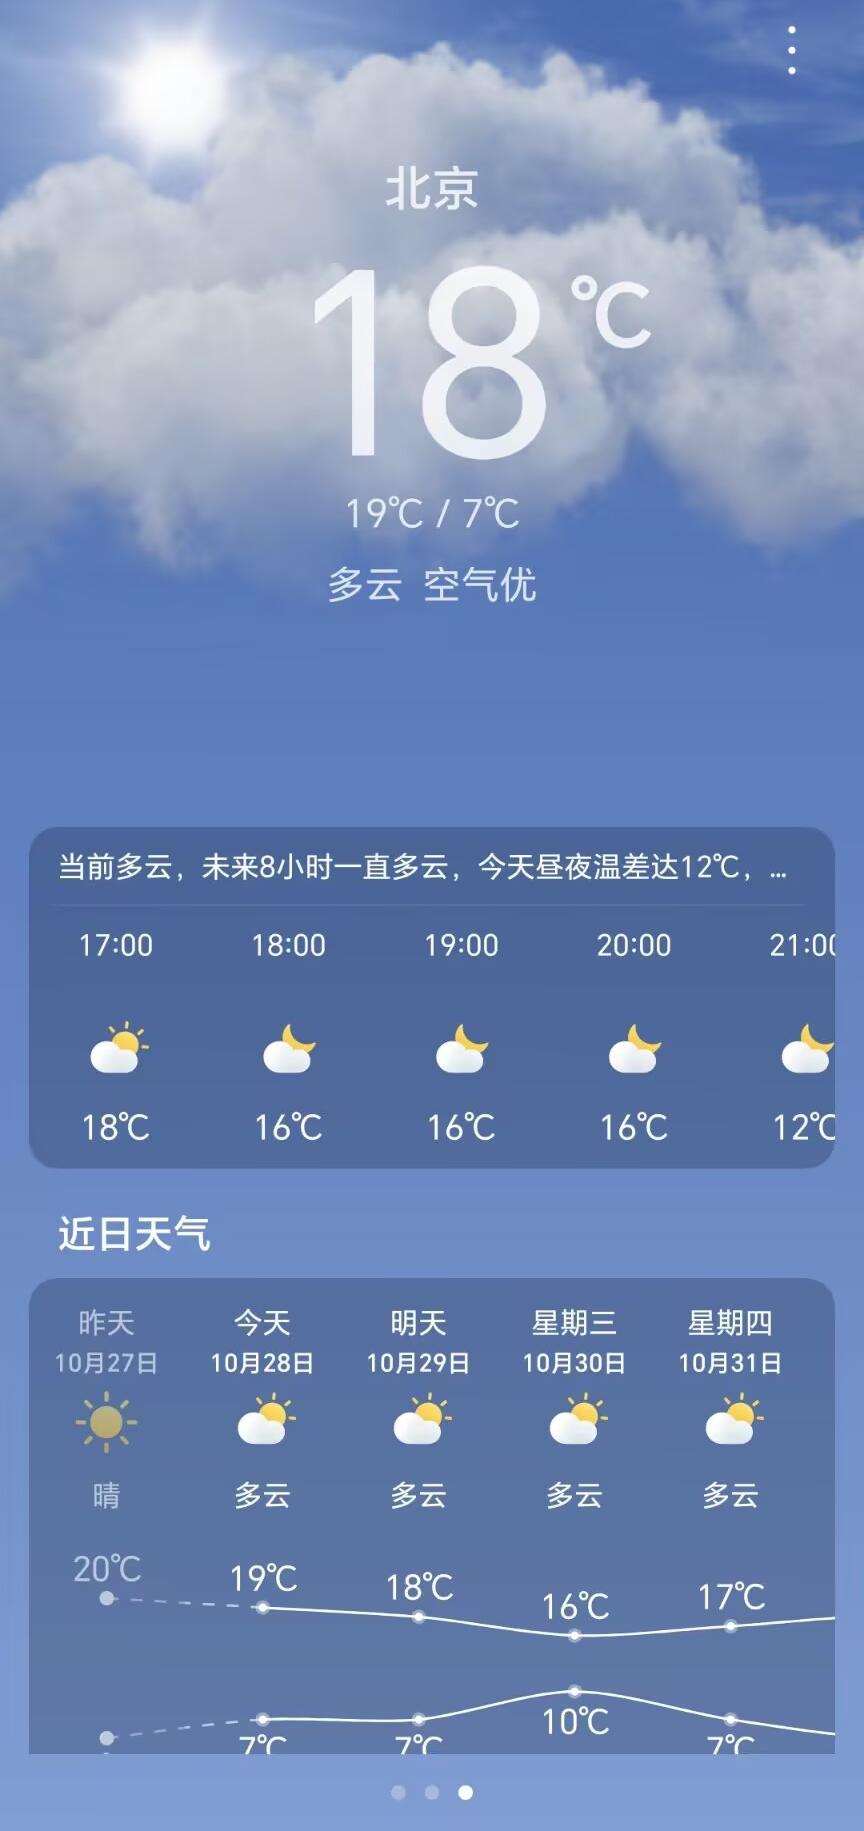 北京
18℃
19℃ / 7℃
多云 空气优
当前多云，未来8小时一直多云，今天昼夜温差达12℃，...
17:00 18:00 19:00 20:00 21:00
18℃ 16℃ 16℃ 16℃ 12℃
近日天气
昨天 今天 明天 星期三 星期四
10月27日 10月28日 10月29日 10月30日 10月31日
晴 多云 多云 多云 多云
20℃ 19℃ 18℃ 16℃ 17℃
7℃ 7℃ 10℃ 7℃